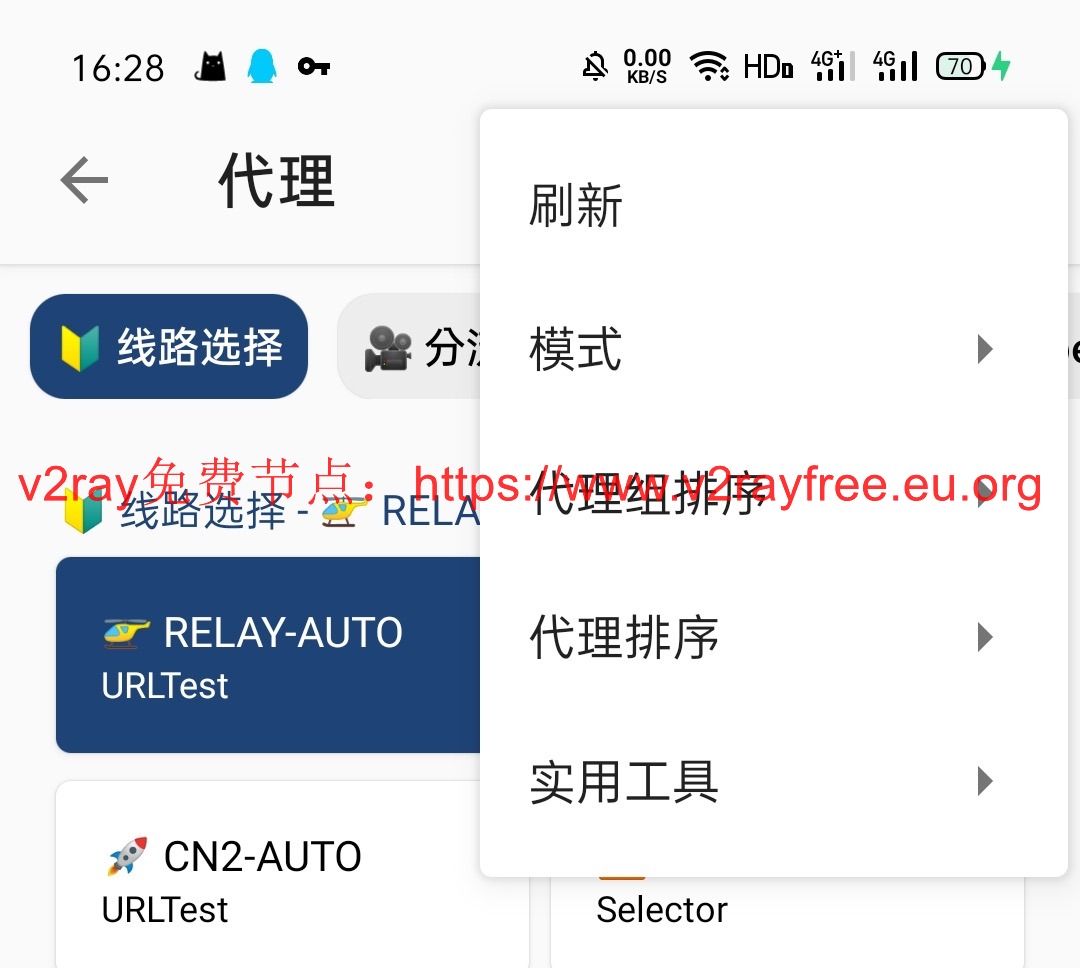 16:28
0.00
KB/S
HD
4G+
4G
70
代理
刷新
线路选择
模式
v2ray免费节点：https://www.v2rayfree.eu.org
线路选择 - RELA
代理组排序
RELAY-AUTO
URLTest
代理排序
实用工具
CN2-AUTO
URLTest
Selector